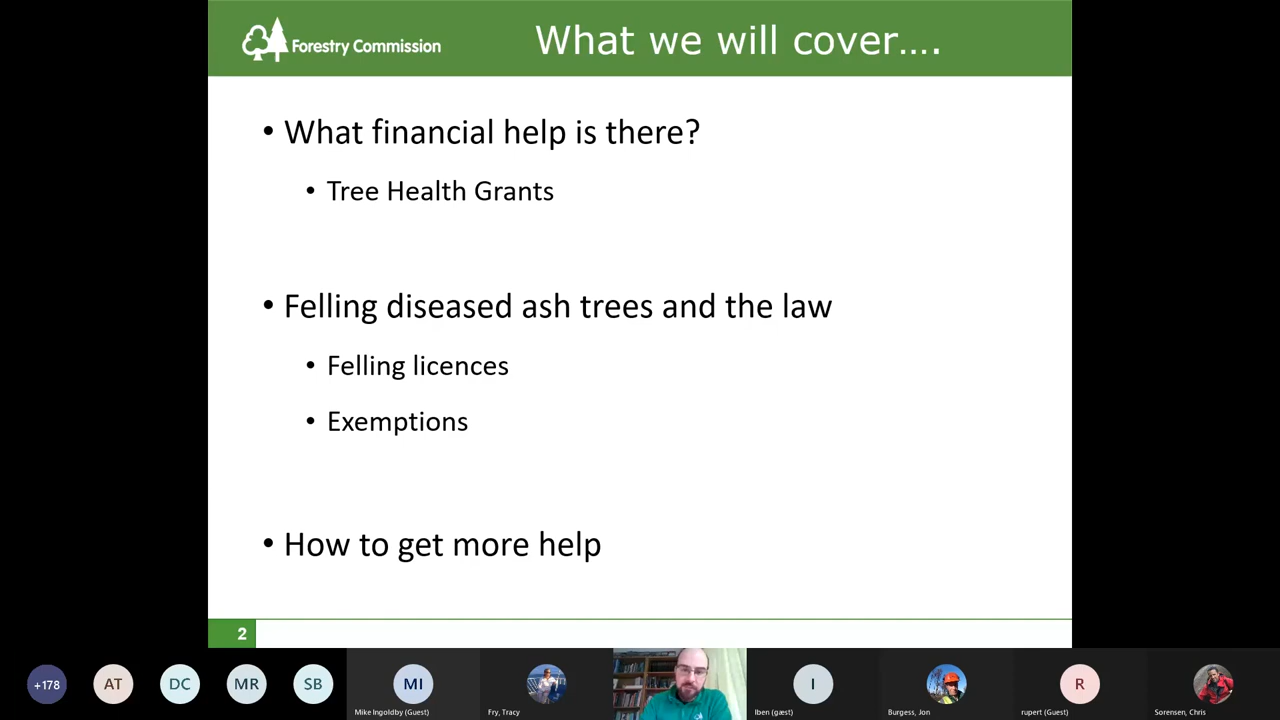 Forestry Commission
What we will cover....
• What financial help is there?
• Tree Health Grants
• Felling diseased ash trees and the law
• Felling licences
• Exemptions
• How to get more help
2
+178
AT
DC
MR
SB
MI
I
R
Mike Ingoldby (Guest)
Fry, Tracy
Iben (gæst)
Burgess, Jon
rupert (Guest)
Sorensen, Chris